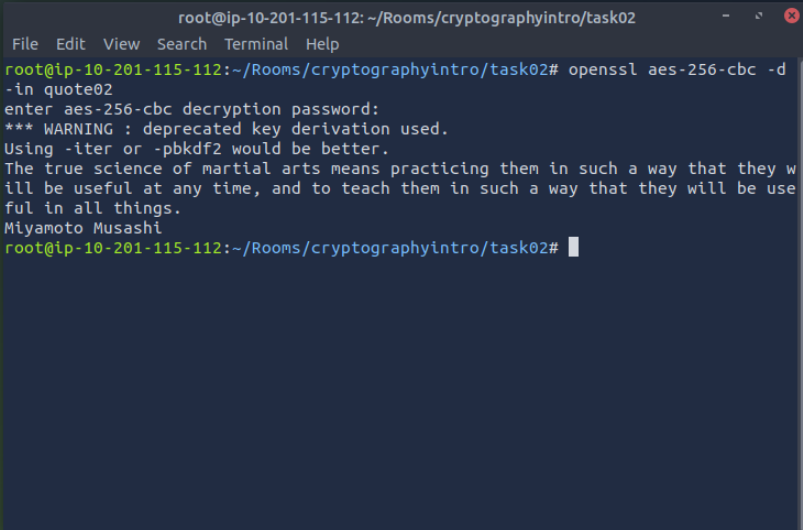 root@ip-10-201-115-112: ~/Rooms/cryptographyintro/task02
File Edit View Search Terminal Help
root@ip-10-201-115-112:~/Rooms/cryptographyintro/task02# openssl aes-256-cbc -d
-in quote02
enter aes-256-cbc decryption password:
*** WARNING : deprecated key derivation used.
Using -iter or -pbkdf2 would be better.
The true science of martial arts means practicing them in such a way that they w
ill be useful at any time, and to teach them in such a way that they will be use
ful in all things.
Miyamoto Musashi
root@ip-10-201-115-112:~/Rooms/cryptographyintro/task02#